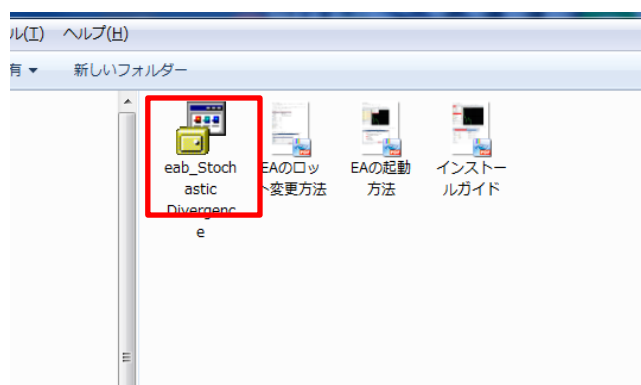 ル(I) ヘルプ(H)
有 ▼ 新しいフォルダー
eab_Stoch
astic
Divergenc
e
EAのロッ
ト変更方法
EAの起動
方法
インストー
ルガイド